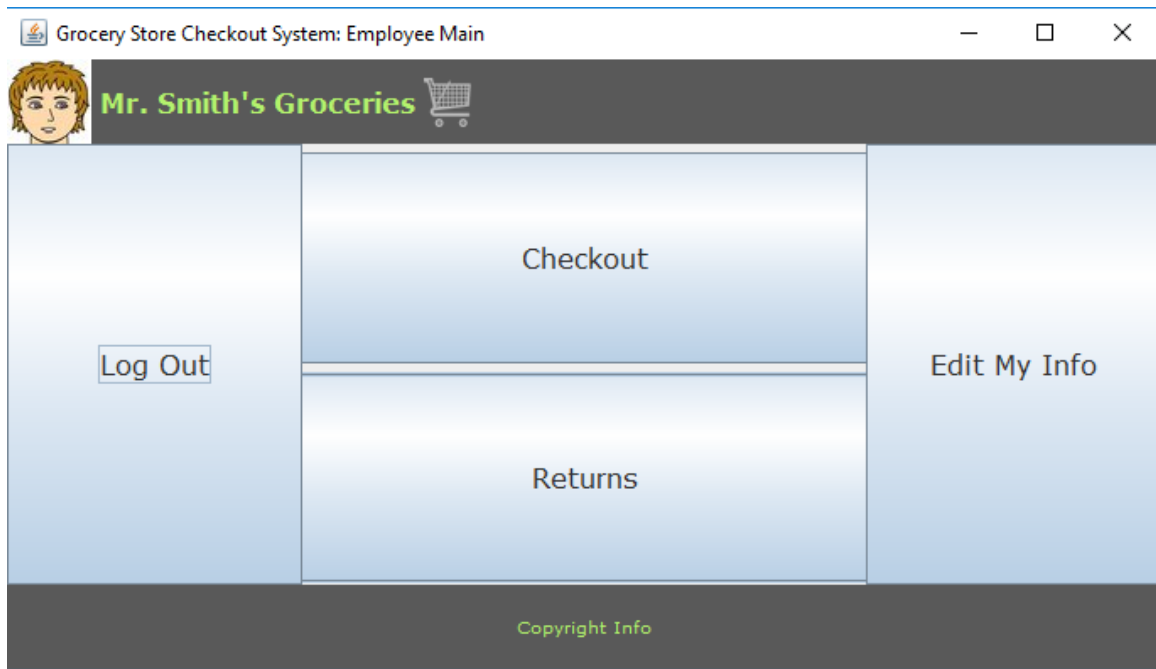 Grocery Store Checkout System: Employee Main
Mr. Smith's Groceries
Checkout
Log Out
Edit My Info
Returns
Copyright Info